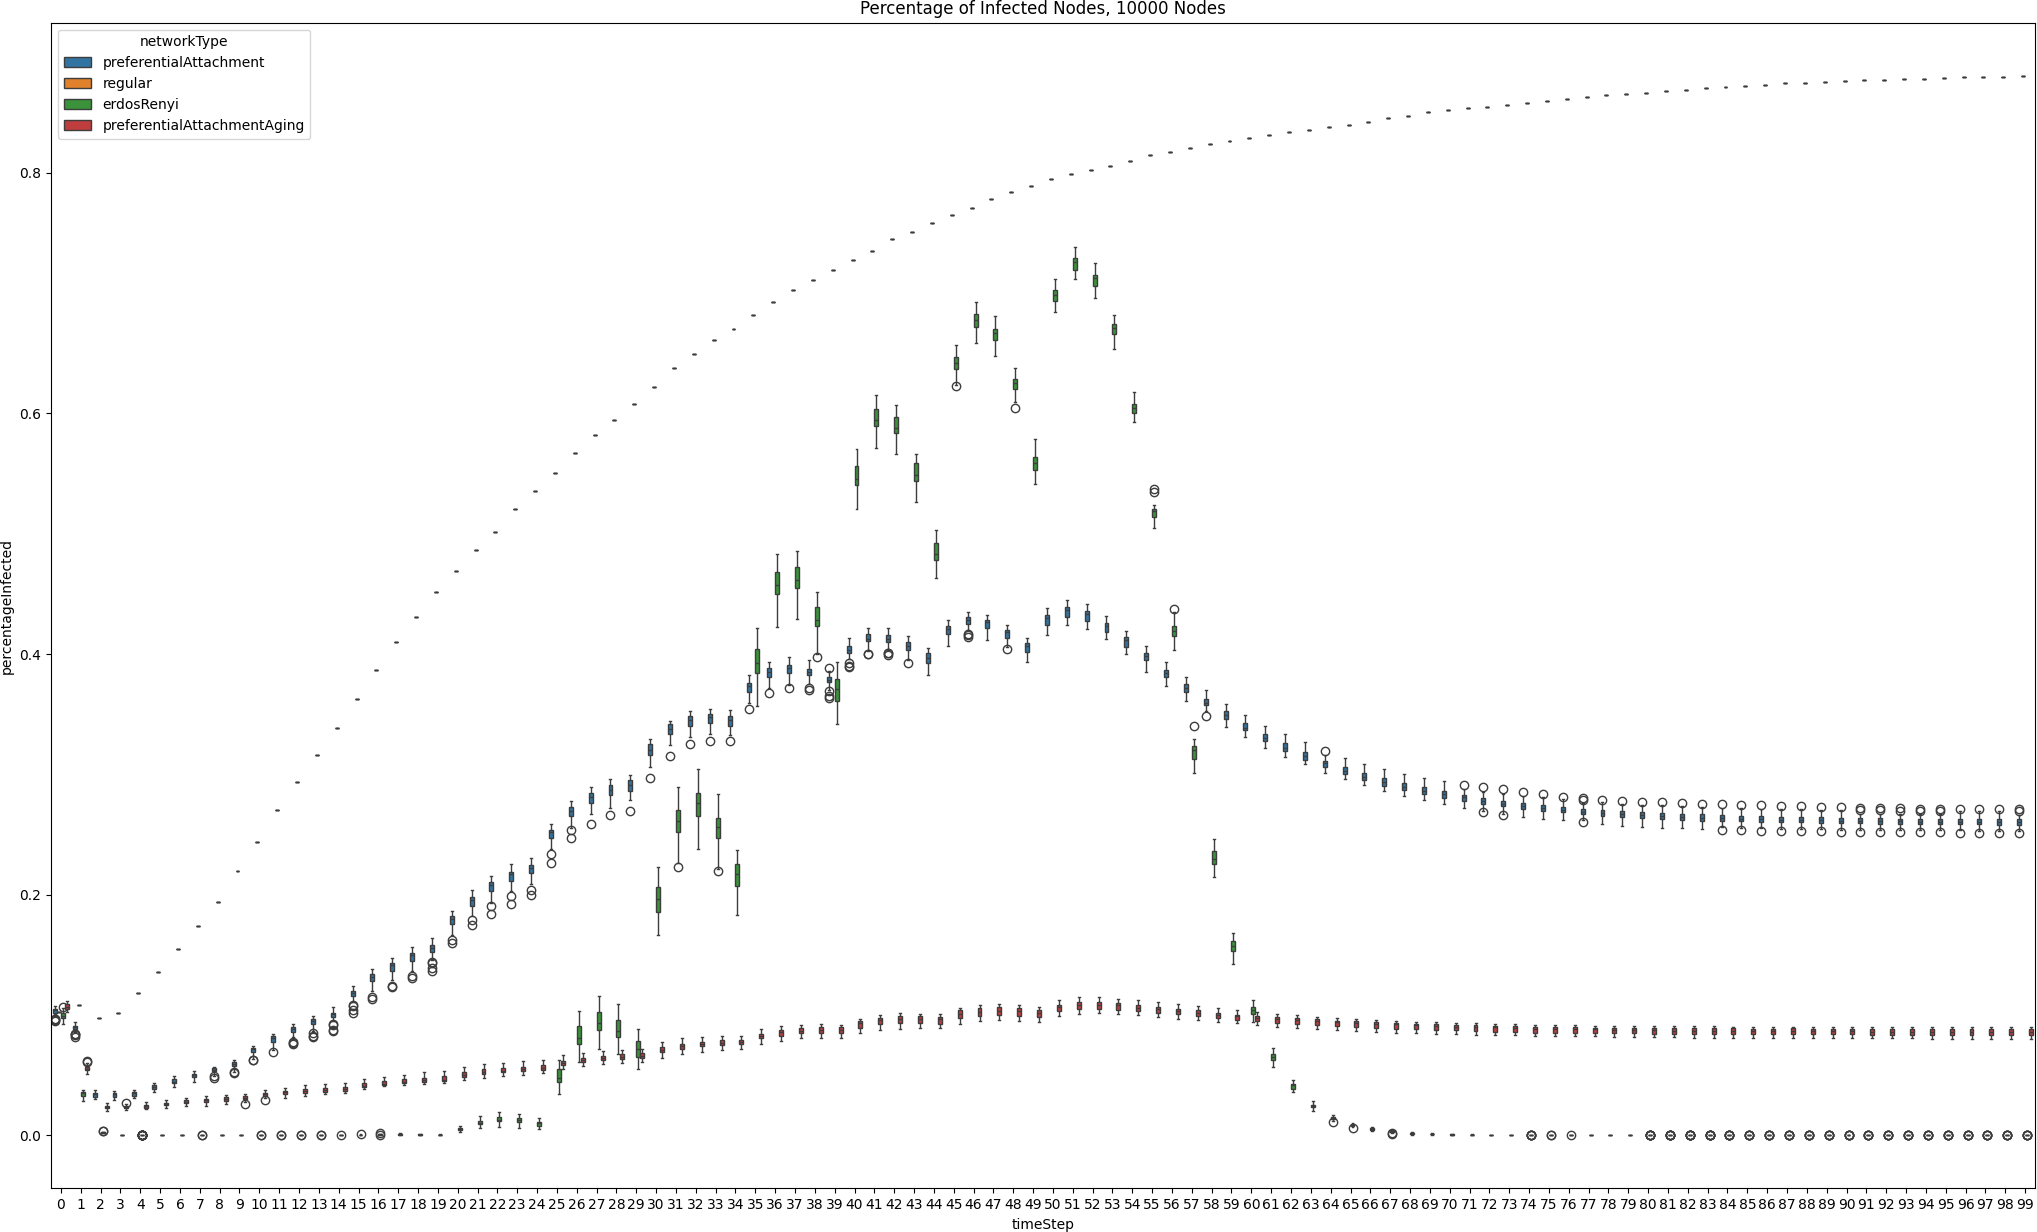 Percentage of Infected Nodes, 10000 Nodes
networkType
preferentialAttachment
regular
erdosRenyi
preferentialAttachmentAging
percentageInfected
0.8
0.6
0.4
0.2
0.0
0 1 2 3 4 5 6 7 8 9 10 11 12 13 14 15 16 17 18 19 20 21 22 23 24 25 26 27 28 29 30 31 32 33 34 35 36 37 38 39 40 41 42 43 44 45 46 47 48 49 50 51 52 53 54 55 56 57 58 59 60 61 62 63 64 65 66 67 68 69 70 71 72 73 74 75 76 77 78 79 80 81 82 83 84 85 86 87 88 89 90 91 92 93 94 95 96 97 98 99
timeStep